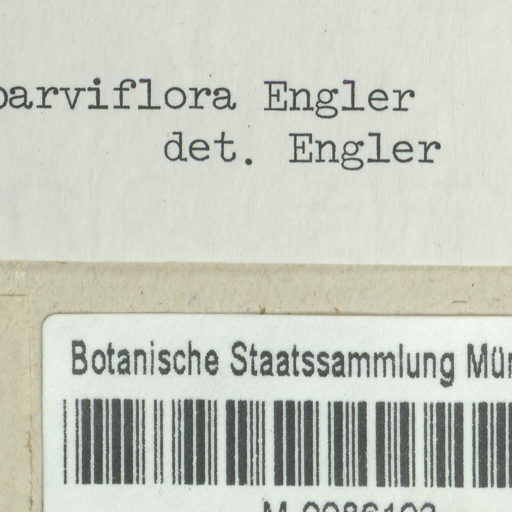 parviflora Engler
det. Engler
Botanische Staatssammlung Mün